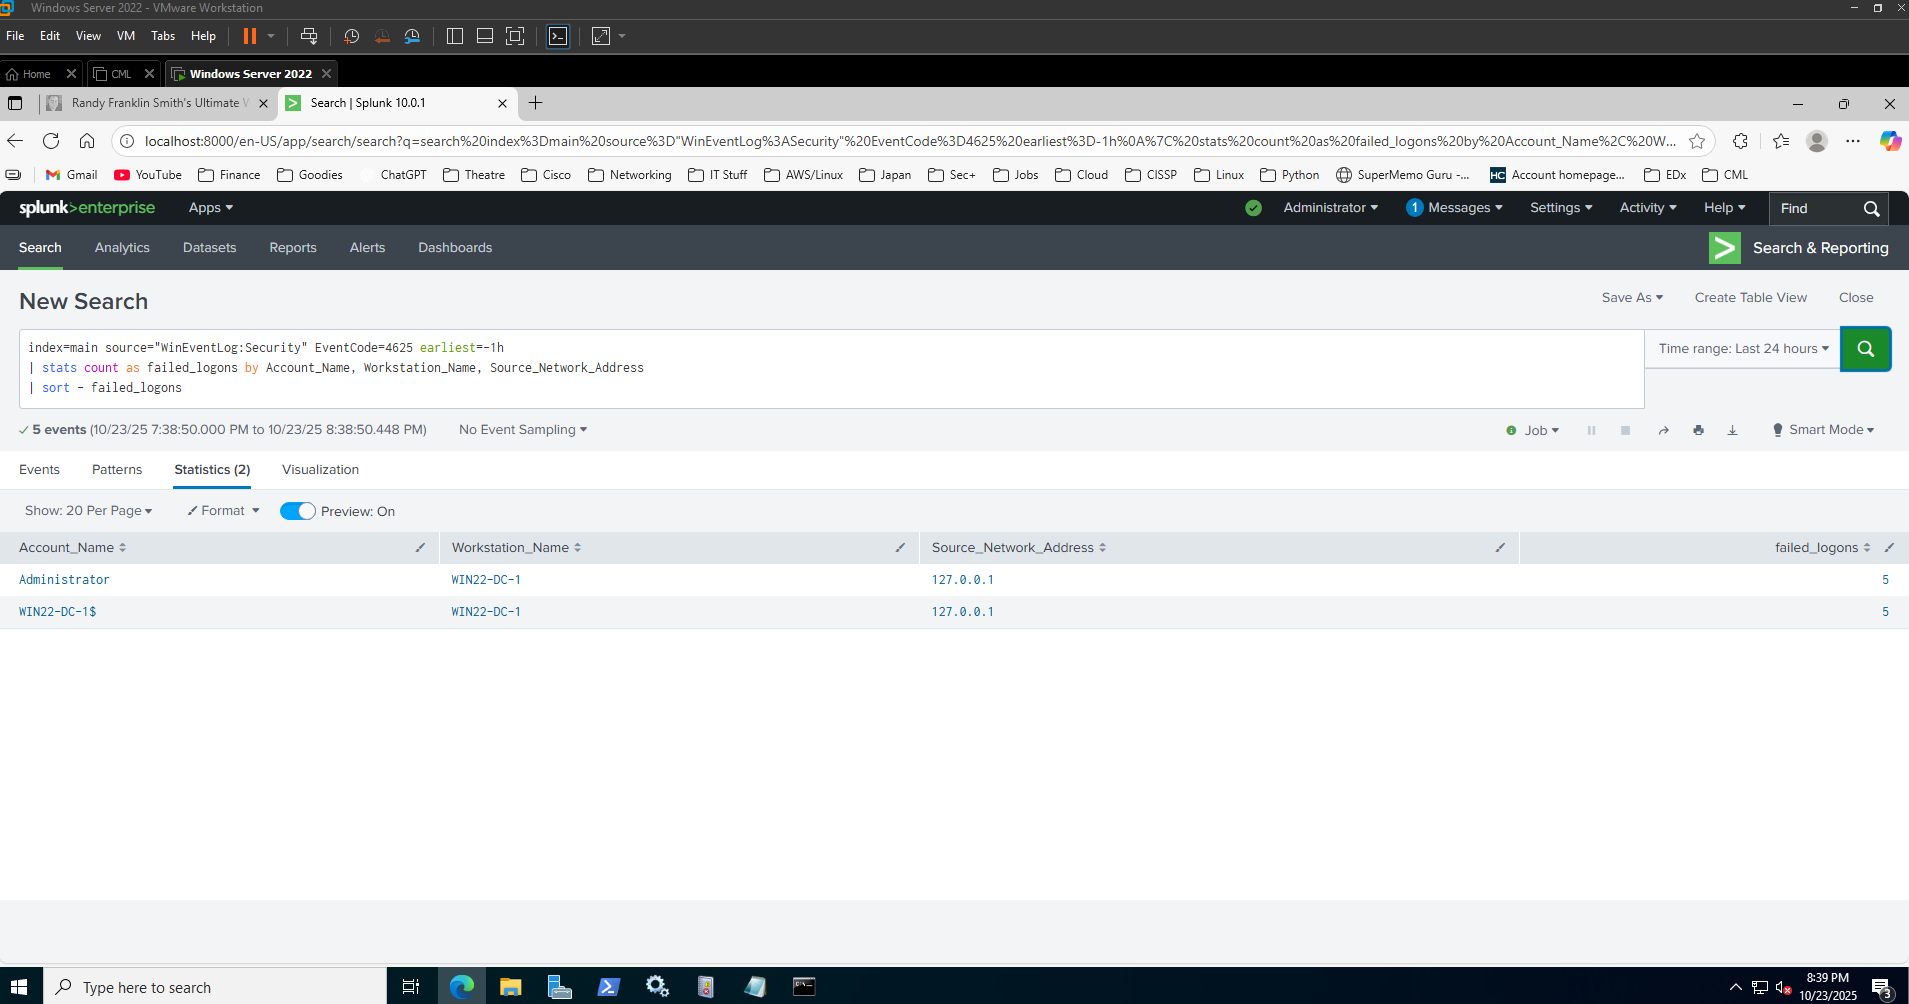 Windows Server 2022 - VMware Workstation
File Edit View VM Tabs Help
Home CML Windows Server 2022
Randy Franklin Smith's Ultimate W Search | Splunk 10.0.1
localhost:8000/en-US/app/search/search?q=search%20index%3Dmain%20source%3D"WinEventLog%3ASecurity"%20EventCode%3D4625%20earliest%3D-1h%0A%7C%20stats%20count%20as%20failed_logons%20by%20Account_Name%2C%20W...
Gmail YouTube Finance Goodies ChatGPT Theatre Cisco Networking IT Stuff AWS/Linux Japan Sec+ Jobs Cloud CISSP Linux Python SuperMemo Guru -... HC Account homepage... EDx CML
splunk>enterprise Apps Administrator 1 Messages Settings Activity Help Find
Search Analytics Datasets Reports Alerts Dashboards > Search & Reporting
New Search Save As Create Table View Close
index=main source="WinEventLog:Security" EventCode=4625 earliest=-1h Time range: Last 24 hours
| stats count as failed_logons by Account_Name, Workstation_Name, Source_Network_Address
| sort - failed_logons
5 events (10/23/25 7:38:50.000 PM to 10/23/25 8:38:50.448 PM) No Event Sampling Job Smart Mode
Events Patterns Statistics (2) Visualization
Show: 20 Per Page Format Preview: On
Account_Name Workstation_Name Source_Network_Address failed_logons
Administrator WIN22-DC-1 127.0.0.1 5
WIN22-DC-1$ WIN22-DC-1 127.0.0.1 5
Type here to search 8:39 PM
10/23/2025 3